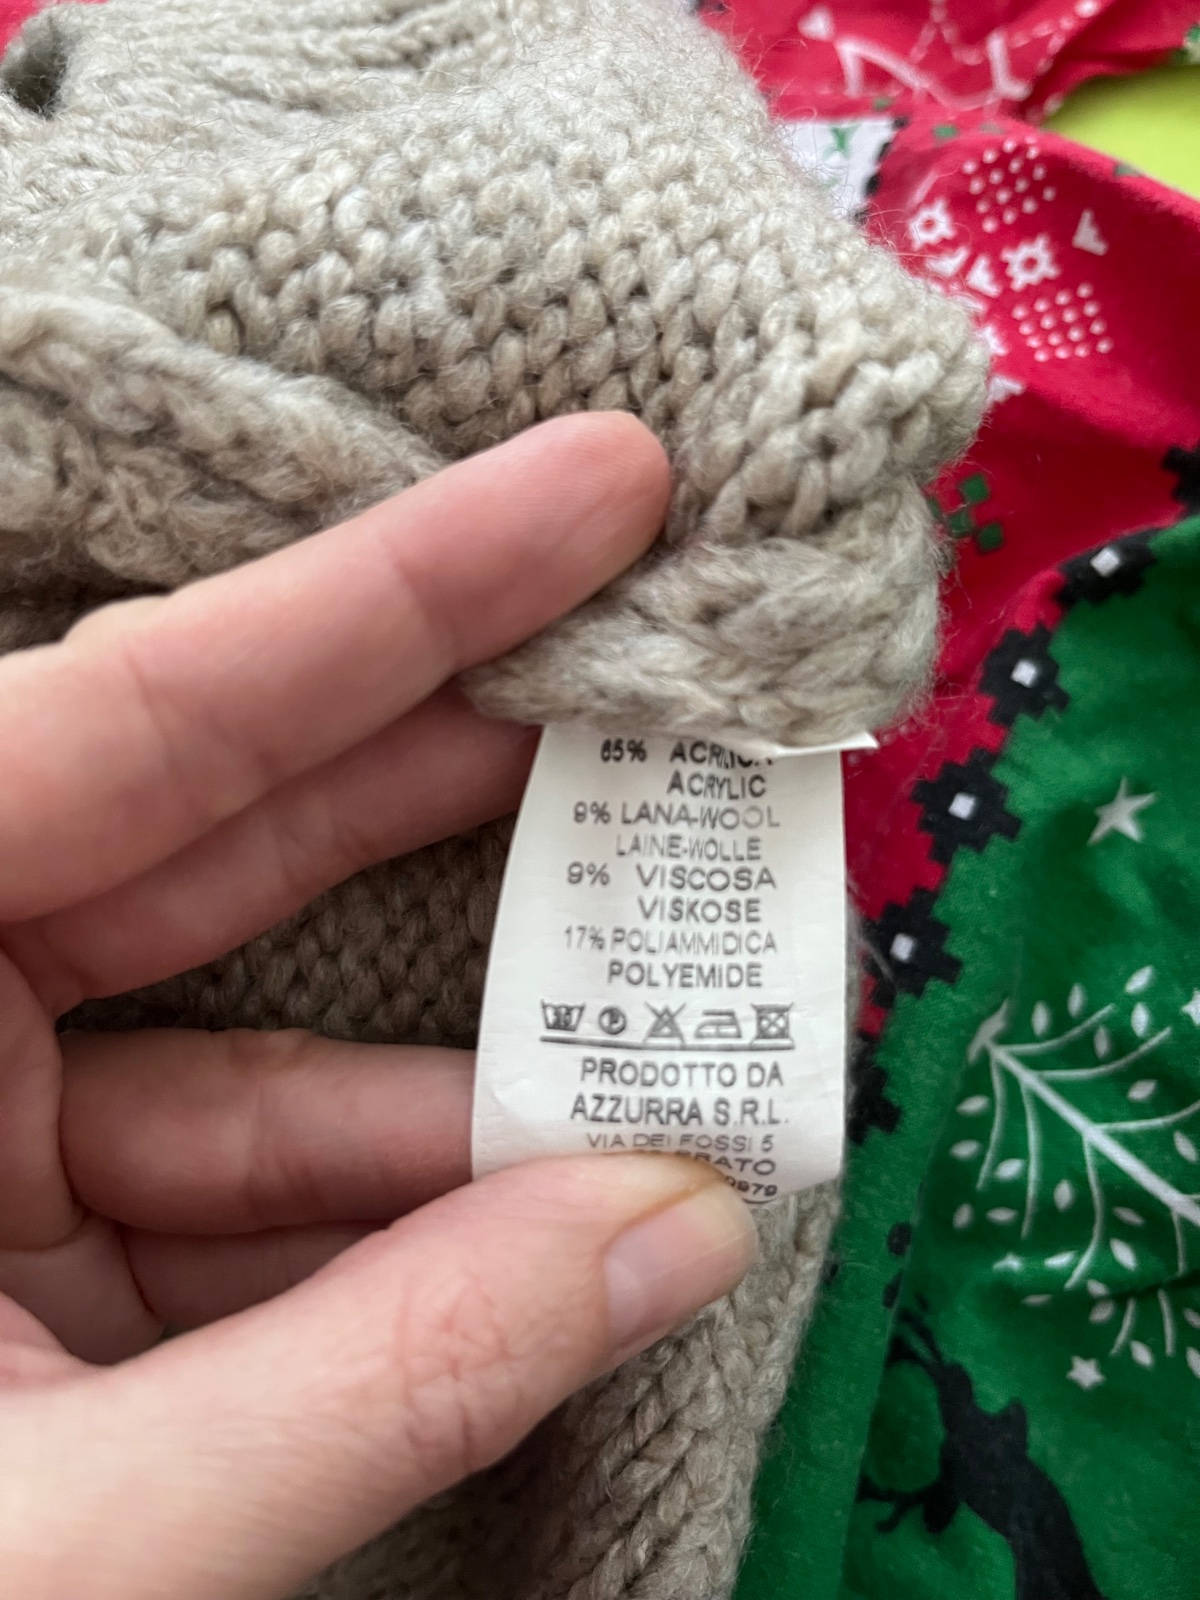 65% ACRILICA
ACRYLIC
9% LANA-WOOL
LAINE-WOLLE
9% VISCOSA
VISKOSE
17% POLIAMMIDICA
POLYEMIDE
P
PRODOTTO DA
AZZURRA S.R.L.
VIA DEI FOSSI 5